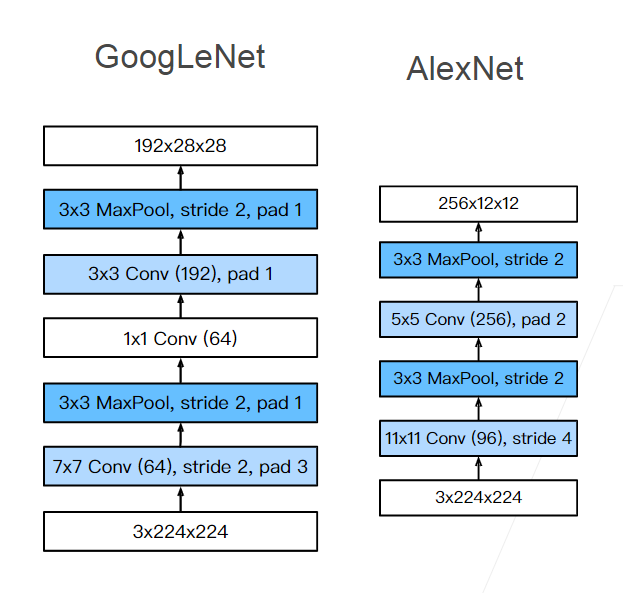 GoogLeNet
192x28x28
3x3 MaxPool, stride 2, pad 1
3x3 Conv (192), pad 1
1x1 Conv (64)
3x3 MaxPool, stride 2, pad 1
7x7 Conv (64), stride 2, pad 3
3x224x224
AlexNet
256x12x12
3x3 MaxPool, stride 2
5x5 Conv (256), pad 2
3x3 MaxPool, stride 2
11x11 Conv (96), stride 4
3x224x224